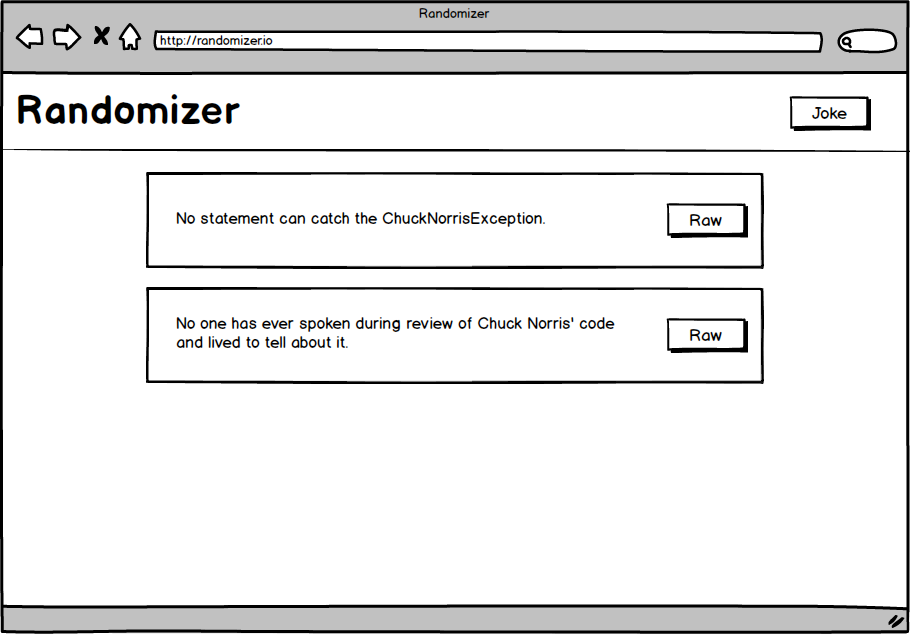 Randomizer
http://randomizer.io
Randomizer
Joke
No statement can catch the ChuckNorrisException.
Raw
No one has ever spoken during review of Chuck Norris' code
and lived to tell about it.
Raw